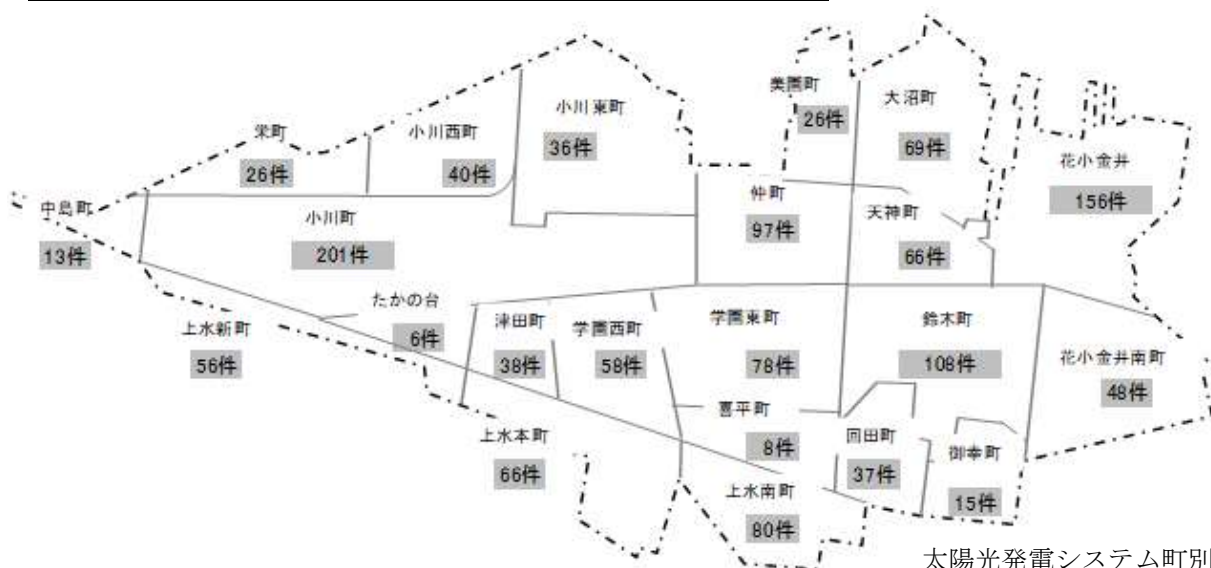 美園町
26件
大沼町
69件
小川東町
36件
栄町
26件
小川西町
40件
花小金井
156件
中島町
13件
小川町
201件
仲町
97件
天神町
66件
たかの台
6件
上水新町
56件
津田町
38件
学園西町
58件
学園東町
78件
鈴木町
108件
花小金井南町
48件
喜平町
8件
上水本町
66件
回田町
37件
御幸町
15件
上水南町
80件
太陽光発電システム町別